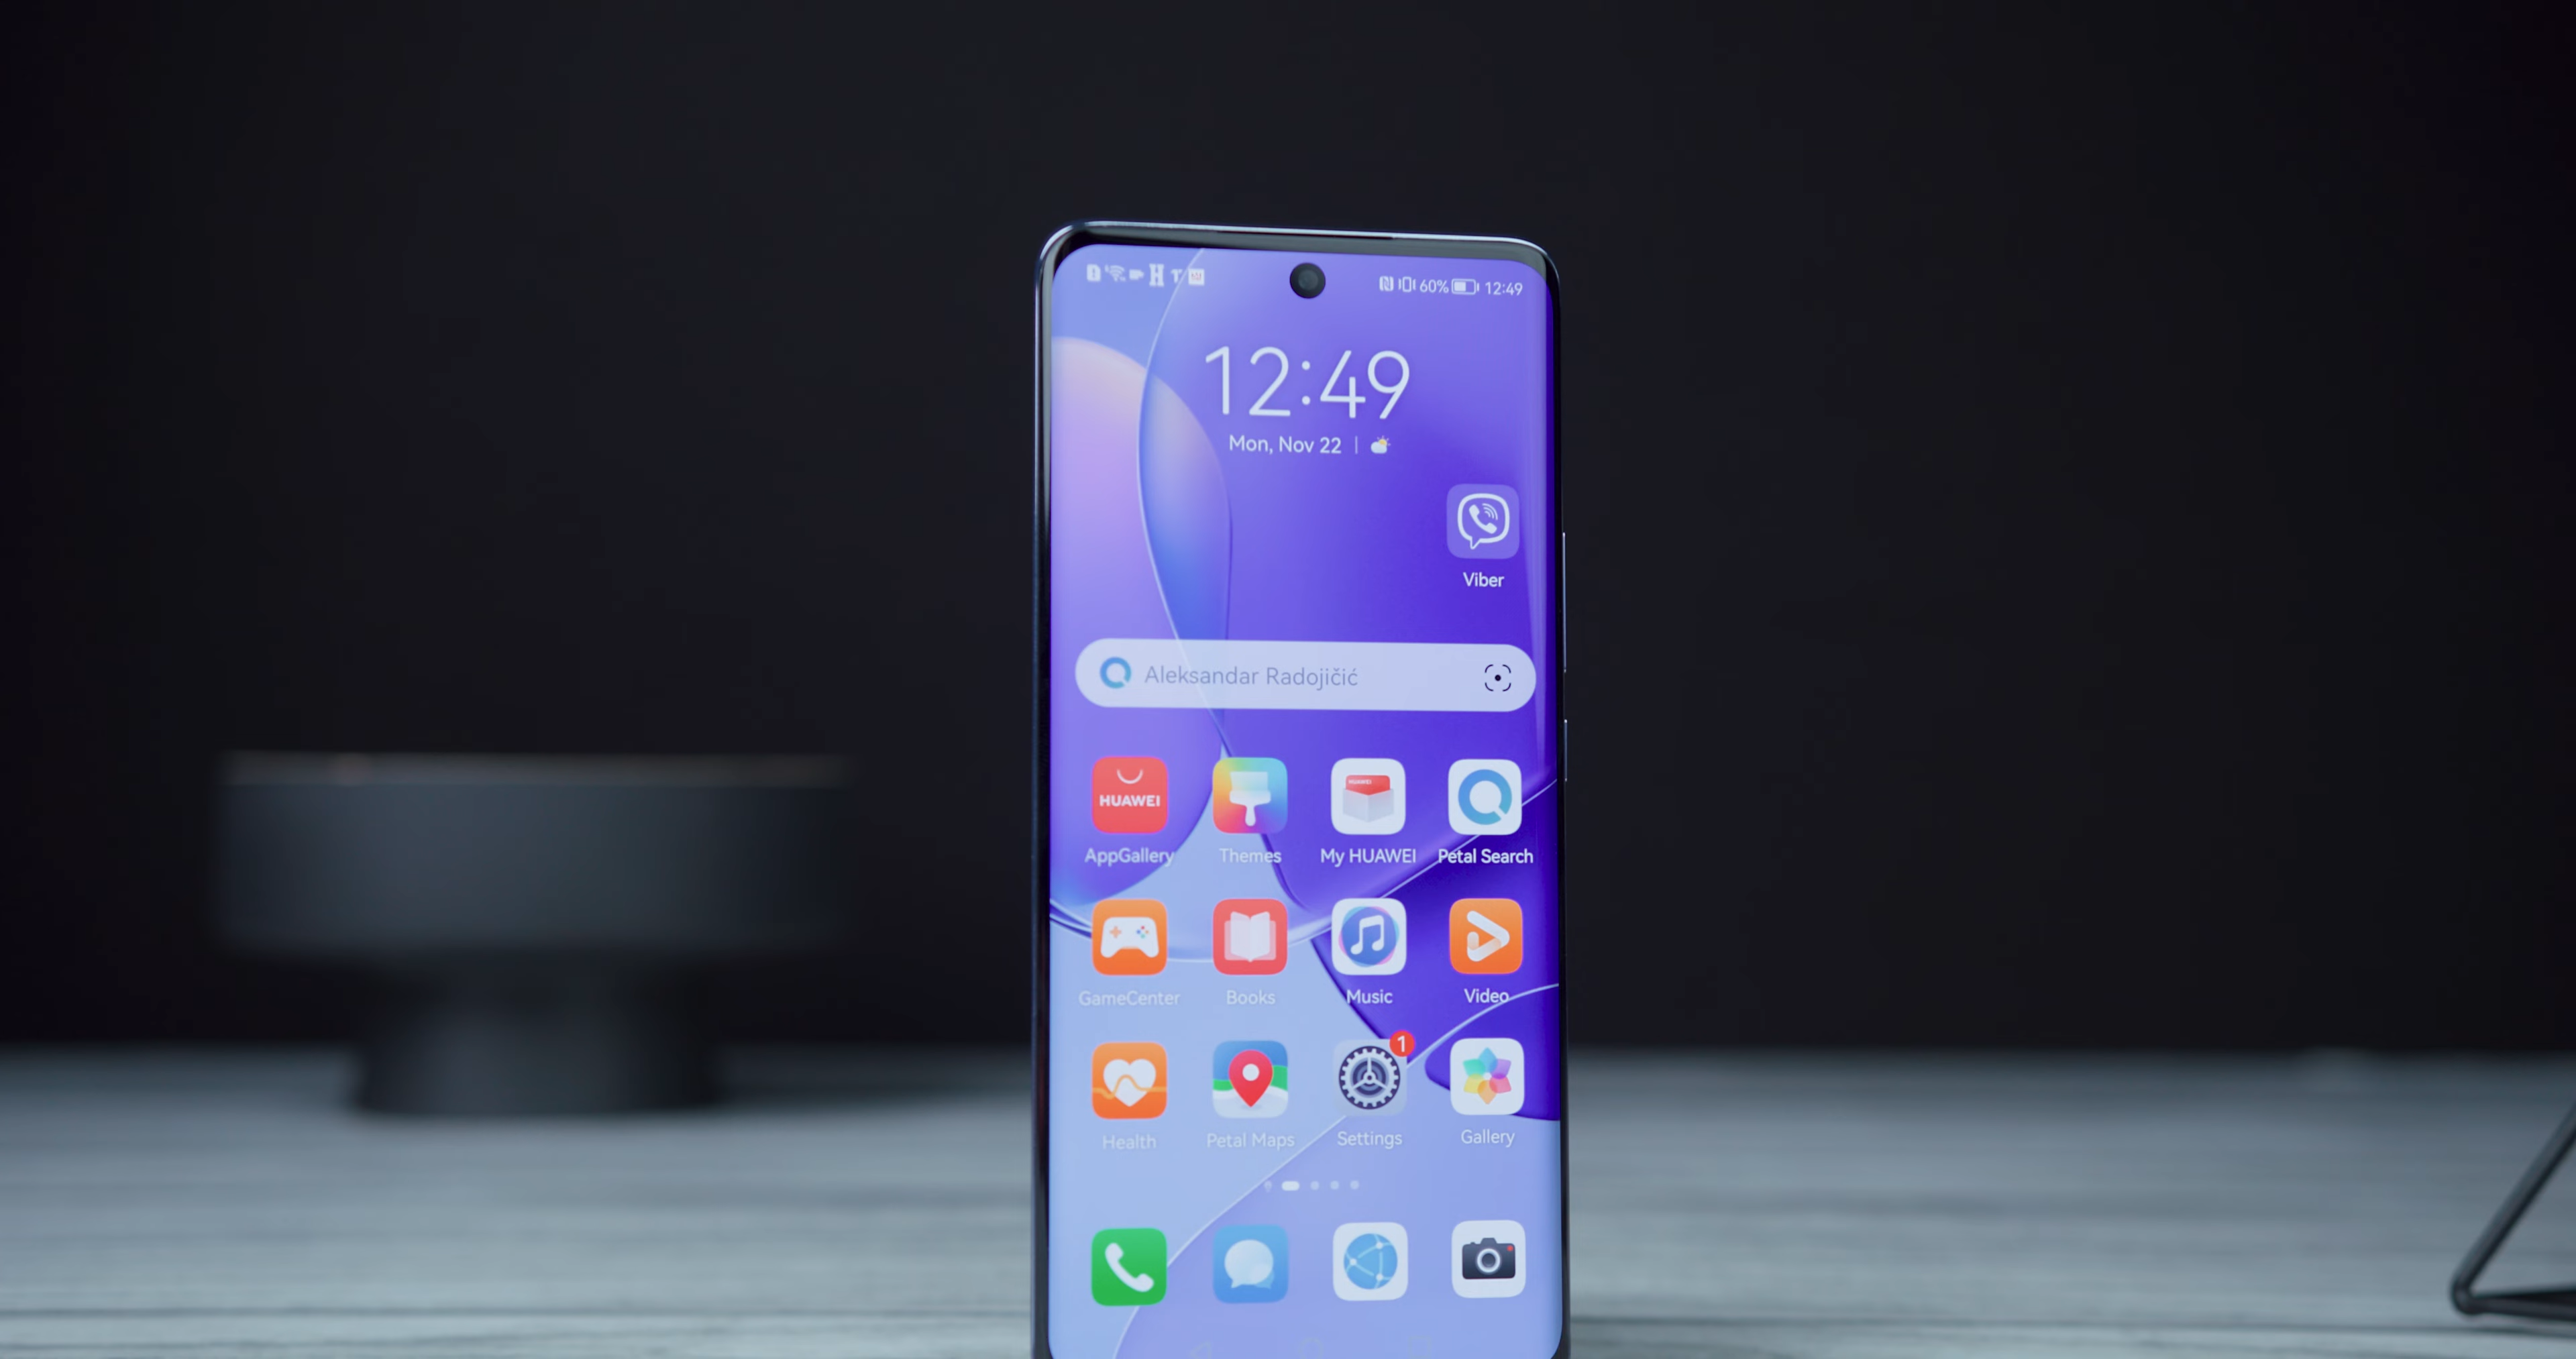 60% 12:49
12:49
Mon, Nov 22
Viber
Aleksandar Radojičić
HUAWEI HUAWEI
AppGallery Themes My HUAWEI Petal Search
GameCenter Books Music Video
1
Health Petal Maps Settings Gallery